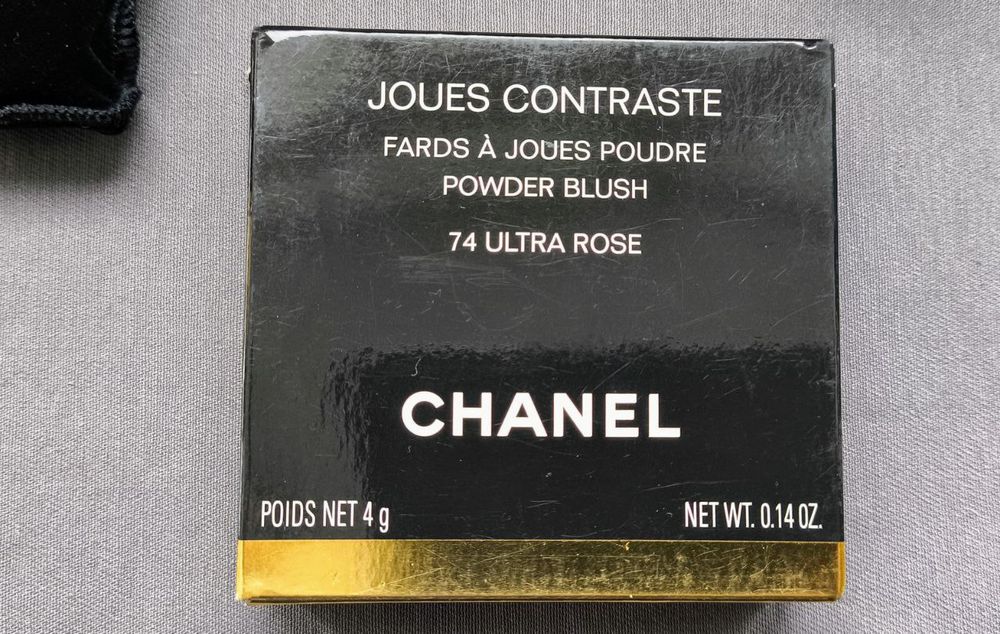 JOUES CONTRASTE
FARDS À JOUES POUDRE
POWDER BLUSH
74 ULTRA ROSE
CHANEL
POIDS NET 4 g NET WT. 0.14 OZ.